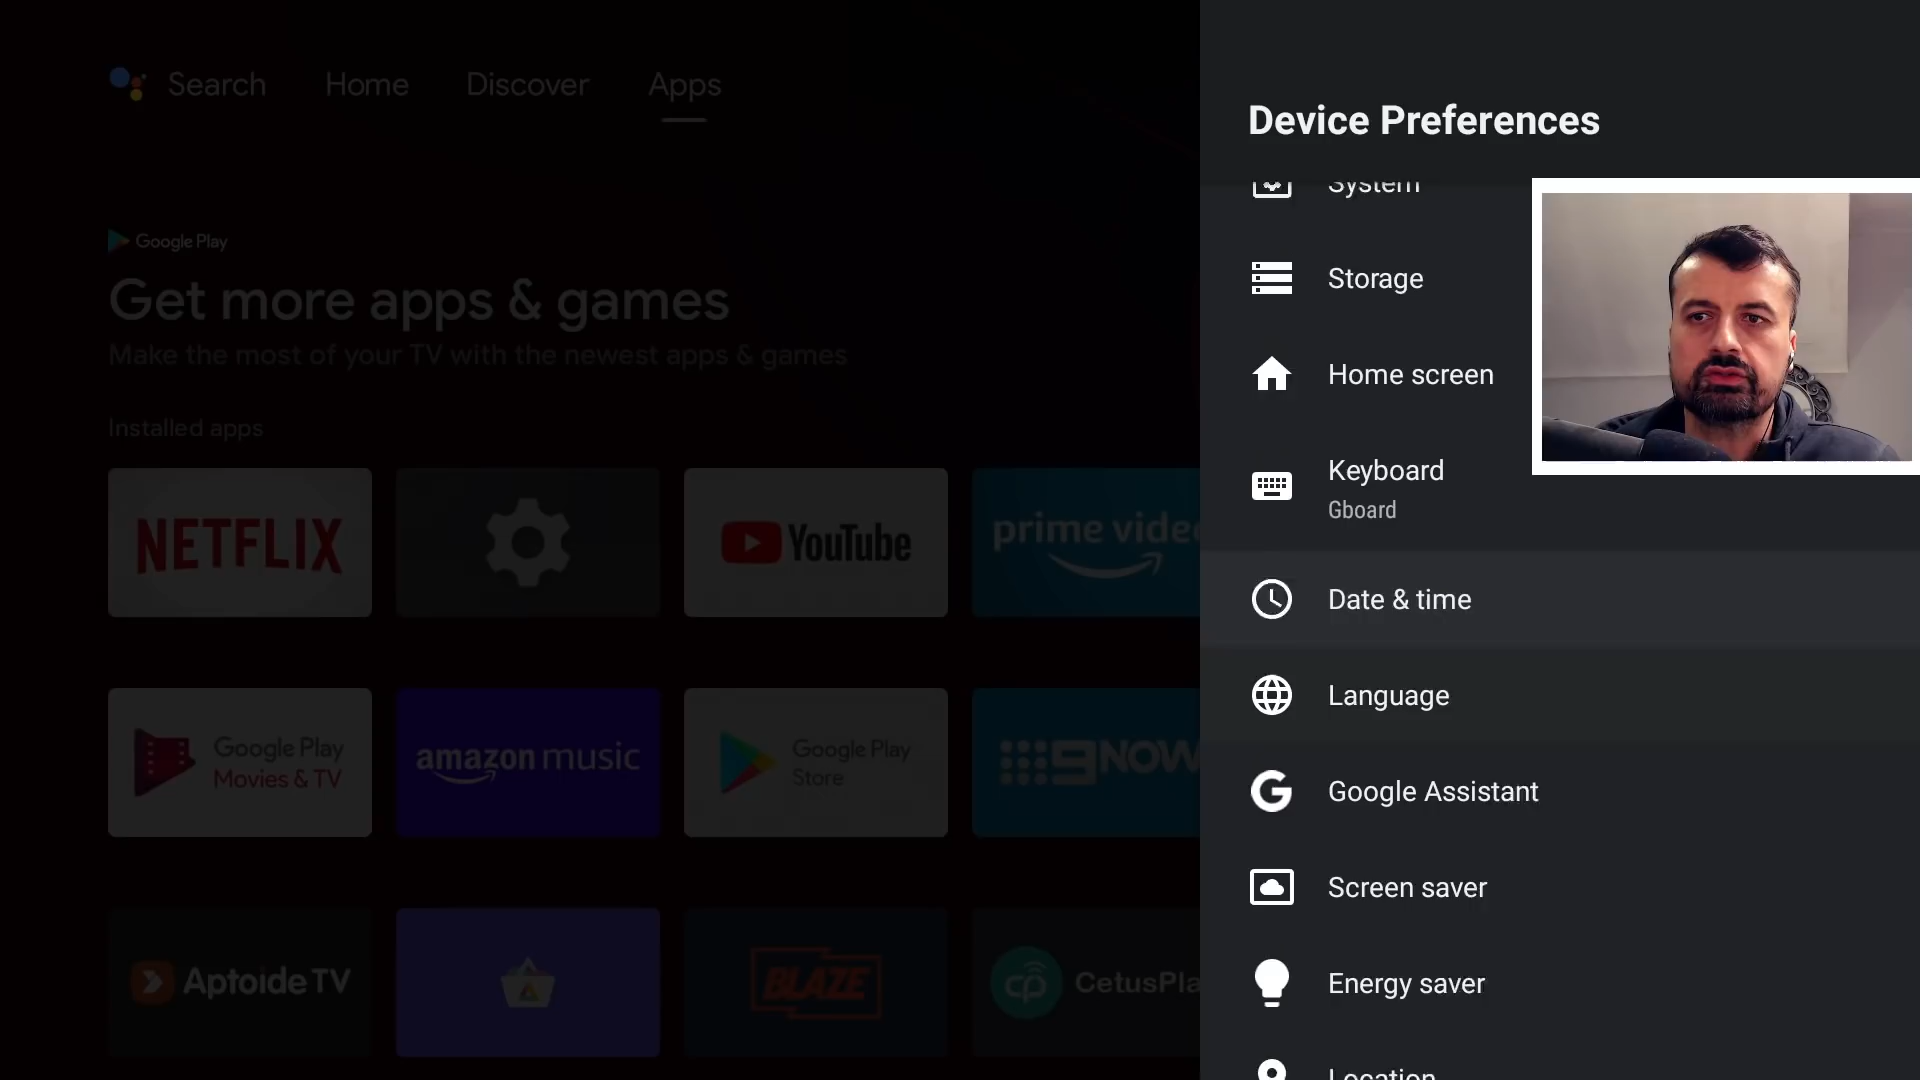 Search Home Discover Apps
Google Play
Get more apps & games
Make the most of your TV with the newest apps & games
Installed apps
NETFLIX
YouTube
prime video
Google Play
Movies & TV
amazon music
Google Play
Store
9NOW
Aptoide TV
BLAZE
CetusPla
Device Preferences
System
Storage
Home screen
Keyboard
Gboard
Date & time
Language
Google Assistant
Screen saver
Energy saver
Location